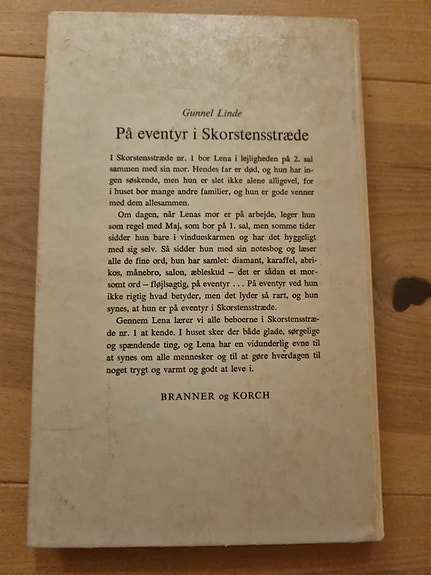 Gunnel Linde
På eventyr i Skorstensstræde
I Skorstensstræde nr. 1 bor Lena i lejligheden på 2. sal
sammen med sin mor. Hendes far er død, og hun har in-
gen søskende, men hun er slet ikke alene alligevel, for
i huset bor mange andre familier, og hun er gode venner
med dem allesammen.
Om dagen, når Lenas mor er på arbejde, leger hun
som regel med Maj, som bor på 1. sal, men somme tider
sidder hun bare i vindueskarmen og har det hyggeligt
med sig selv. Så sidder hun med sin notesbog og læser
alle de fine ord, hun har samlet: diamant, karaffel, abri-
kos, månebro, salon, æbleskud – det er sådan et mor-
somt ord – fløjlsagtig, på eventyr . . . På eventyr ved hun
ikke rigtig hvad betyder, men det lyder så rart, og hun
synes, at hun er på eventyr i Skorstensstræde.
Gennem Lena lærer vi alle beboerne i Skorstensstræ-
de nr. 1 at kende. I huset sker der både glade, sørgelige
og spændende ting, og Lena har en vidunderlig evne til
at synes om alle mennesker og til at gøre hverdagen til
noget trygt og varmt og godt at leve i.
BRANNER og KORCH